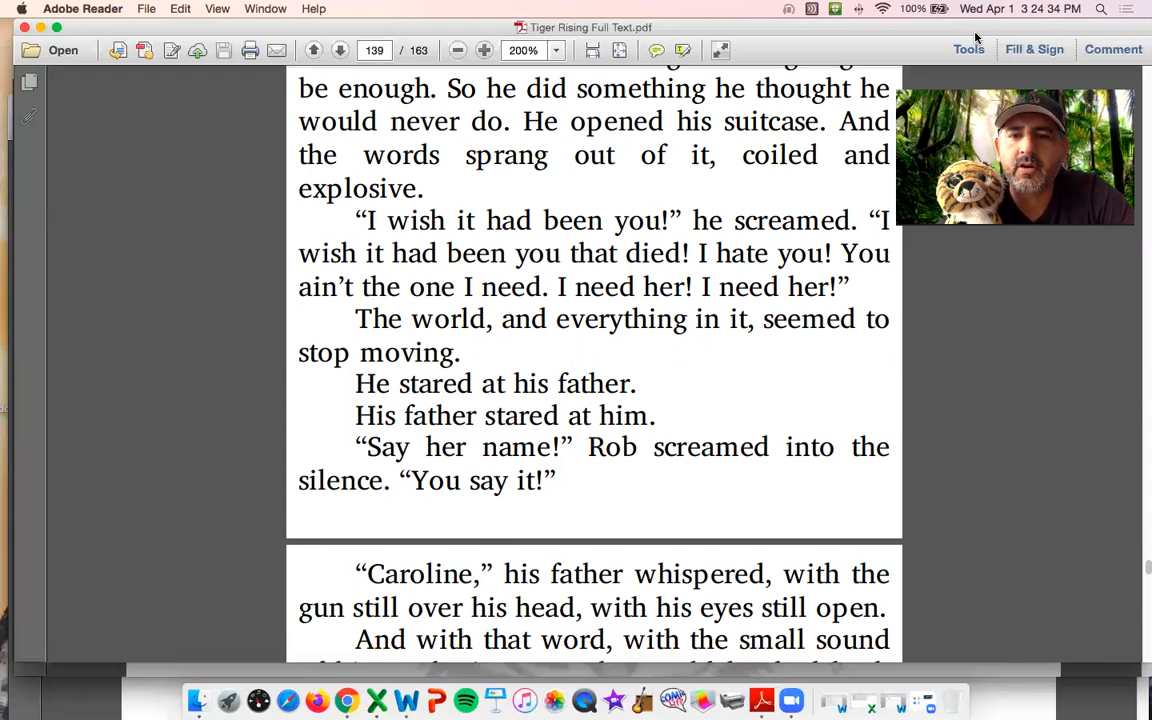 Adobe Reader File Edit View Window Help 100% Wed Apr 1 3:24:34 PM
Tiger Rising Full Text.pdf
Open 139 / 163 200% Tools Fill & Sign Comment
be enough. So he did something he thought he
would never do. He opened his suitcase. And
the words sprang out of it, coiled and
explosive.
“I wish it had been you!” he screamed. “I
wish it had been you that died! I hate you! You
ain’t the one I need. I need her! I need her!”
The world, and everything in it, seemed to
stop moving.
He stared at his father.
His father stared at him.
“Say her name!” Rob screamed into the
silence. “You say it!”
“Caroline,” his father whispered, with the
gun still over his head, with his eyes still open.
And with that word, with the small sound